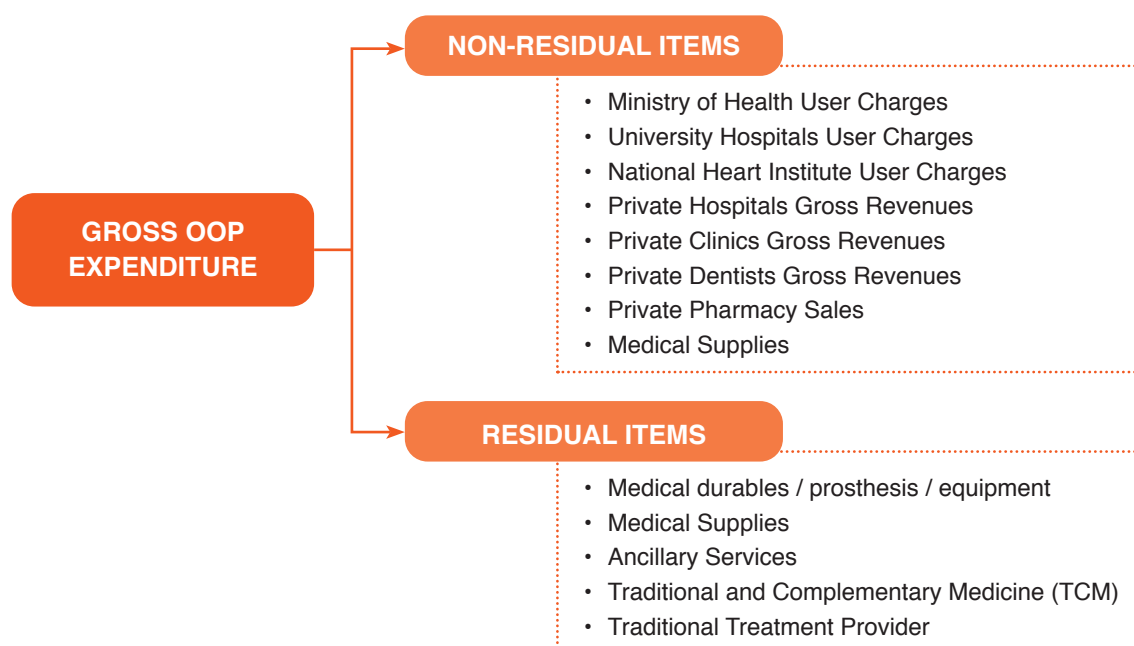 GROSS OOP
EXPENDITURE
NON-RESIDUAL ITEMS
• Ministry of Health User Charges
• University Hospitals User Charges
• National Heart Institute User Charges
• Private Hospitals Gross Revenues
• Private Clinics Gross Revenues
• Private Dentists Gross Revenues
• Private Pharmacy Sales
• Medical Supplies
RESIDUAL ITEMS
• Medical durables / prosthesis / equipment
• Medical Supplies
• Ancillary Services
• Traditional and Complementary Medicine (TCM)
• Traditional Treatment Provider